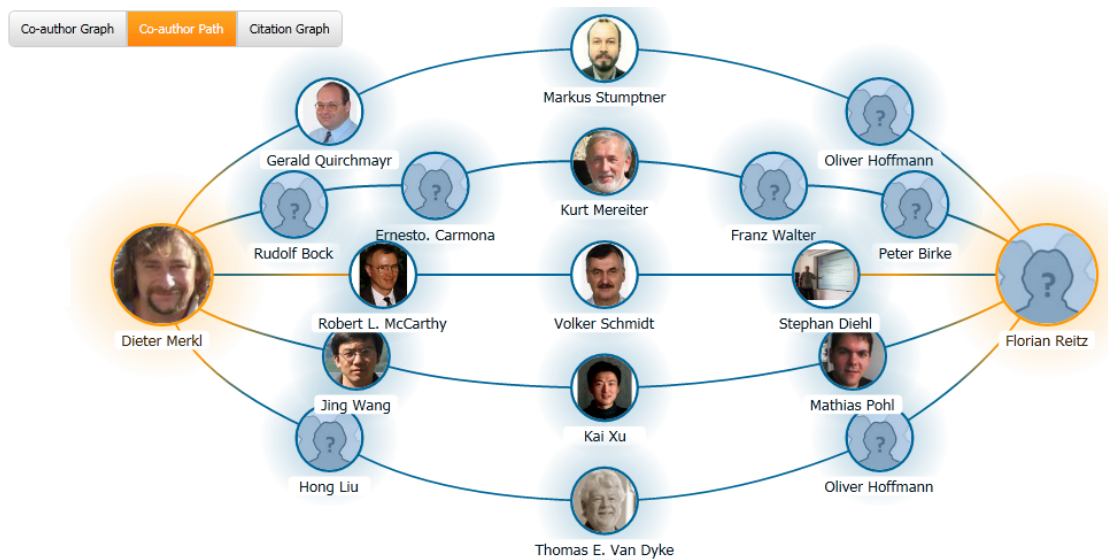 Co-author Graph
Co-author Path
Citation Graph
Markus Stumptner
Gerald Quirchmayr
Oliver Hoffmann
Kurt Mereiter
Ernesto. Carmona
Franz Walter
Rudolf Bock
Peter Birke
Robert L. McCarthy
Volker Schmidt
Stephan Diehl
Dieter Merkl
Florian Reitz
Jing Wang
Mathias Pohl
Kai Xu
Hong Liu
Oliver Hoffmann
Thomas E. Van Dyke